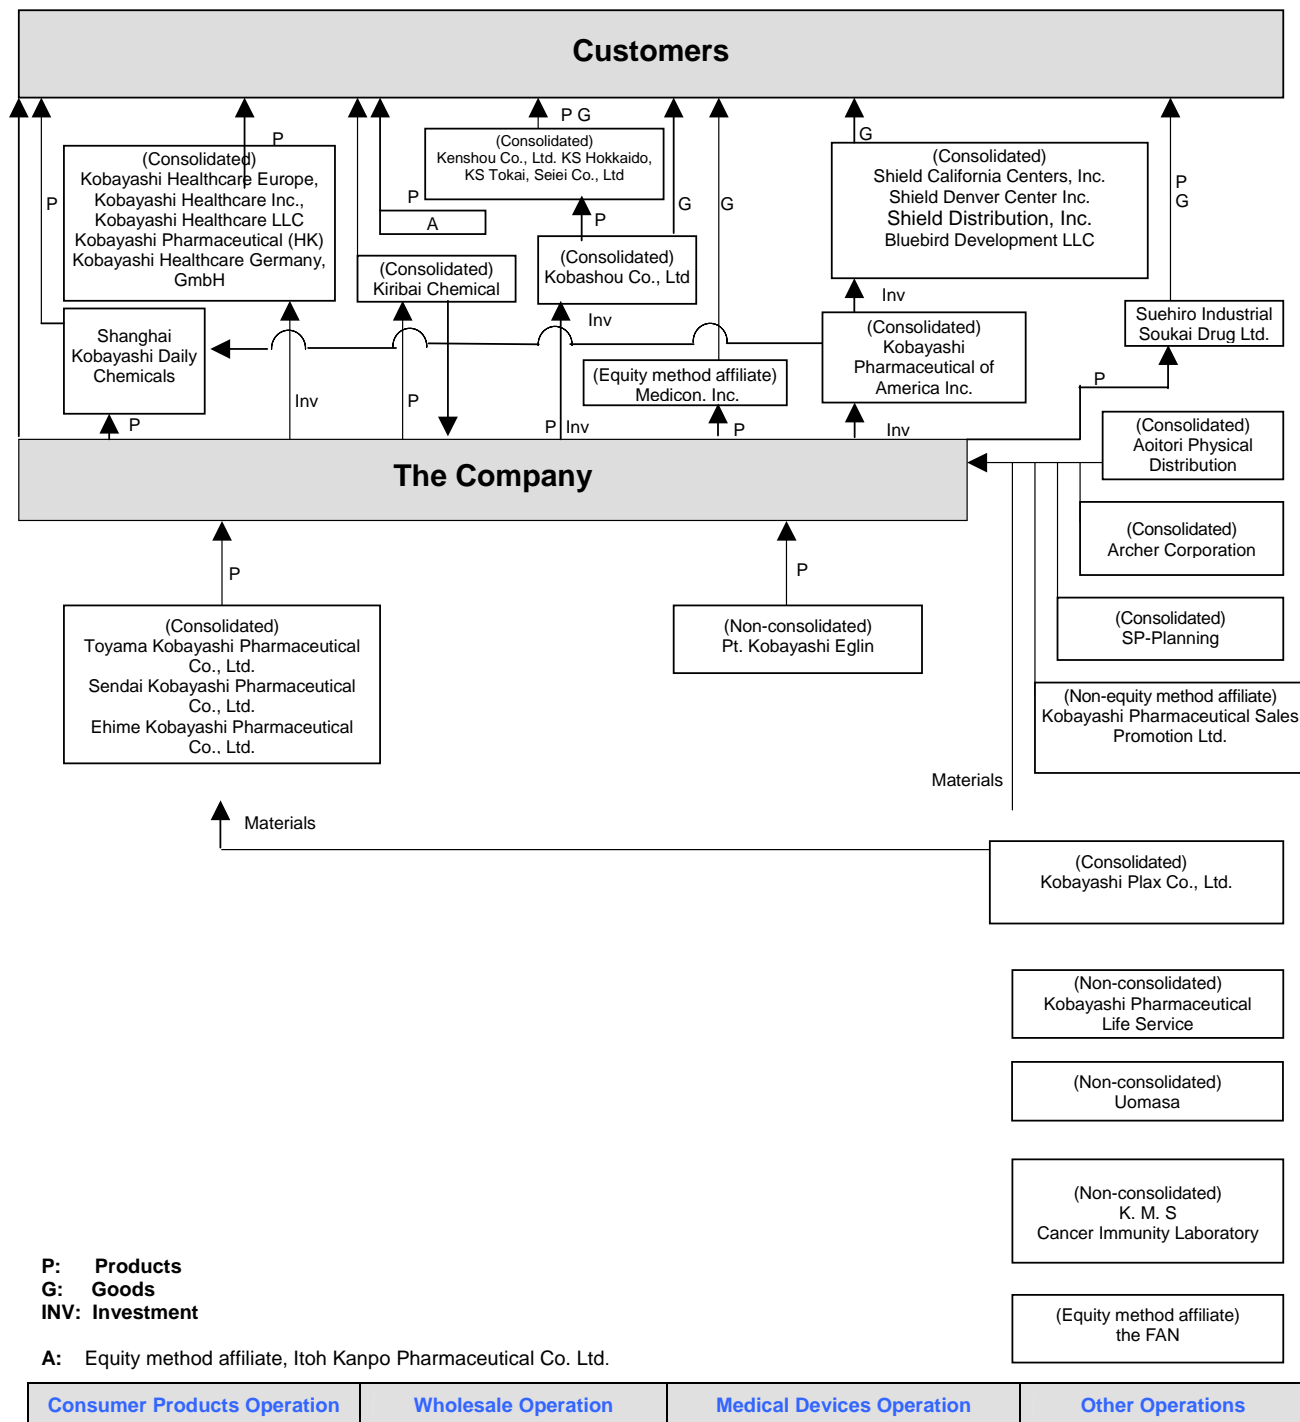 Customers
P G
P
G
(Consolidated)
Kobayashi Healthcare Europe,
Kobayashi Healthcare Inc.,
Kobayashi Healthcare LLC
Kobayashi Pharmaceutical (HK)
Kobayashi Healthcare Germany,
GmbH
P
P
A
(Consolidated)
Kenshou Co., Ltd. KS Hokkaido,
KS Tokai, Seiei Co., Ltd
P
G
G
(Consolidated)
Shield California Centers, Inc.
Shield Denver Center Inc.
Shield Distribution, Inc.
Bluebird Development LLC
P
G
(Consolidated)
Kiribai Chemical
(Consolidated)
Kobashou Co., Ltd
Inv
Inv
Shanghai
Kobayashi Daily
Chemicals
(Consolidated)
Kobayashi
Pharmaceutical of
America Inc.
Suehiro Industrial
Soukai Drug Ltd.
(Equity method affiliate)
Medicon. Inc.
P
Inv
P
P
P Inv
P
Inv
The Company
(Consolidated)
Aoitori Physical
Distribution
(Consolidated)
Archer Corporation
P
P
(Consolidated)
Toyama Kobayashi Pharmaceutical
Co., Ltd.
Sendai Kobayashi Pharmaceutical
Co., Ltd.
Ehime Kobayashi Pharmaceutical
Co., Ltd.
(Non-consolidated)
Pt. Kobayashi Eglin
(Consolidated)
SP-Planning
(Non-equity method affiliate)
Kobayashi Pharmaceutical Sales
Promotion Ltd.
Materials
Materials
(Consolidated)
Kobayashi Plax Co., Ltd.
(Non-consolidated)
Kobayashi Pharmaceutical
Life Service
(Non-consolidated)
Uomasa
(Non-consolidated)
K. M. S
Cancer Immunity Laboratory
(Equity method affiliate)
the FAN
P: Products
G: Goods
INV: Investment
A: Equity method affiliate, Itoh Kanpo Pharmaceutical Co. Ltd.
Consumer Products Operation Wholesale Operation Medical Devices Operation Other Operations